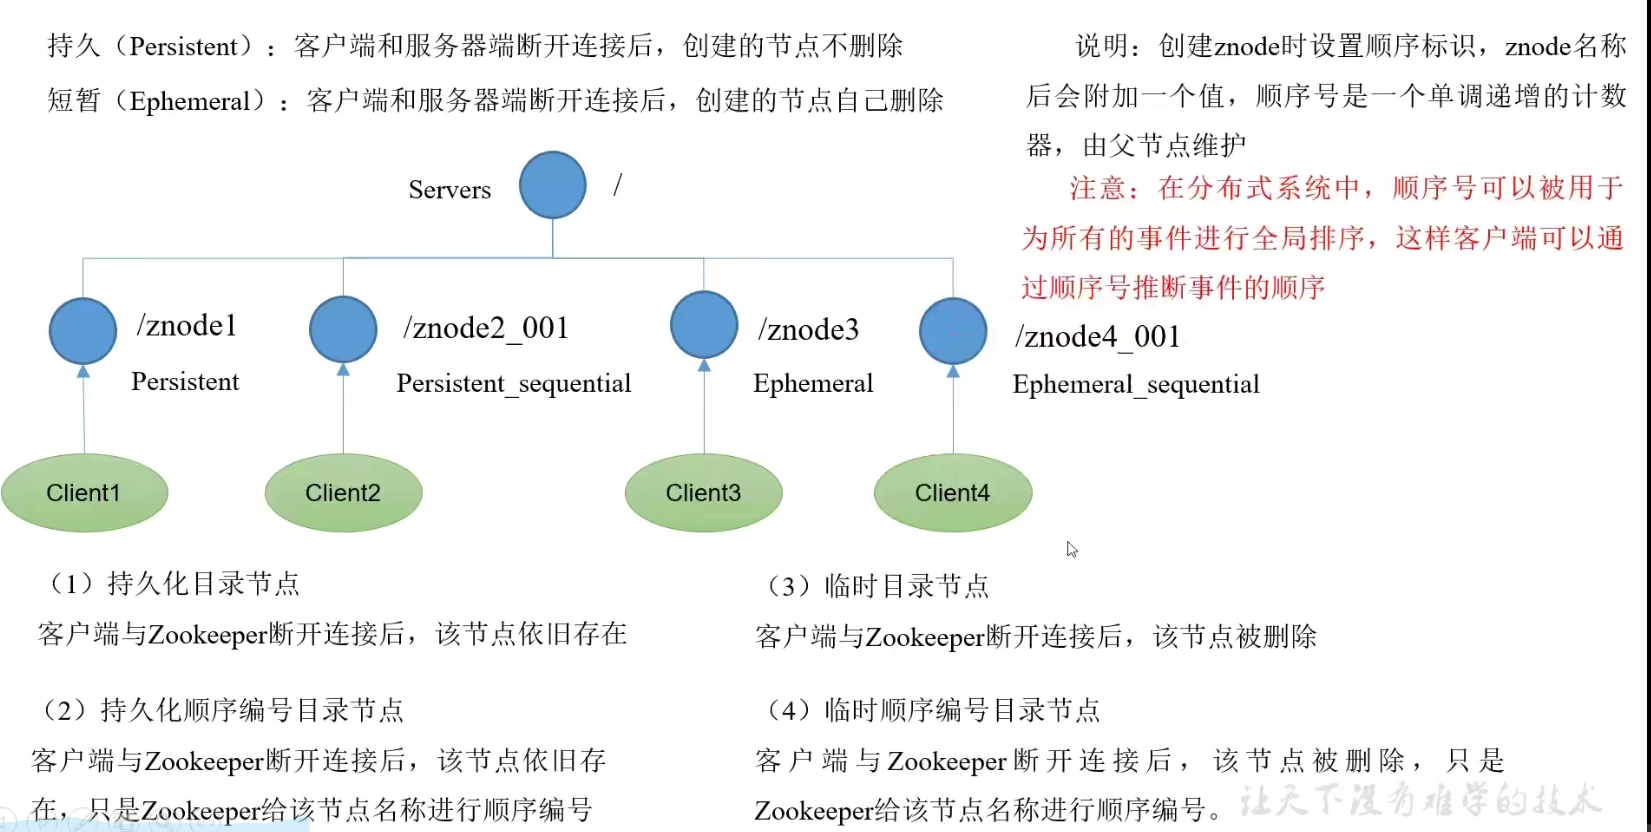 持久（Persistent）：客户端和服务器端断开连接后，创建的节点不删除
短暂（Ephemeral）：客户端和服务器端断开连接后，创建的节点自己删除
说明：创建znode时设置顺序标识，znode名称
后会附加一个值，顺序号是一个单调递增的计数
器，由父节点维护
注意：在分布式系统中，顺序号可以被用于
为所有的事件进行全局排序，这样客户端可以通
过顺序号推断事件的顺序
Servers
/
/znode1
Persistent
/znode2_001
Persistent_sequential
/znode3
Ephemeral
/znode4_001
Ephemeral_sequential
Client1
Client2
Client3
Client4
（1）持久化目录节点
客户端与Zookeeper断开连接后，该节点依旧存在
（2）持久化顺序编号目录节点
客户端与Zookeeper断开连接后，该节点依旧存
在，只是Zookeeper给该节点名称进行顺序编号
（3）临时目录节点
客户端与Zookeeper断开连接后，该节点被删除
（4）临时顺序编号目录节点
客户端与Zookeeper断开连接后，该节点被删除，只是
Zookeeper给该节点名称进行顺序编号。
让天下没有难学的技术